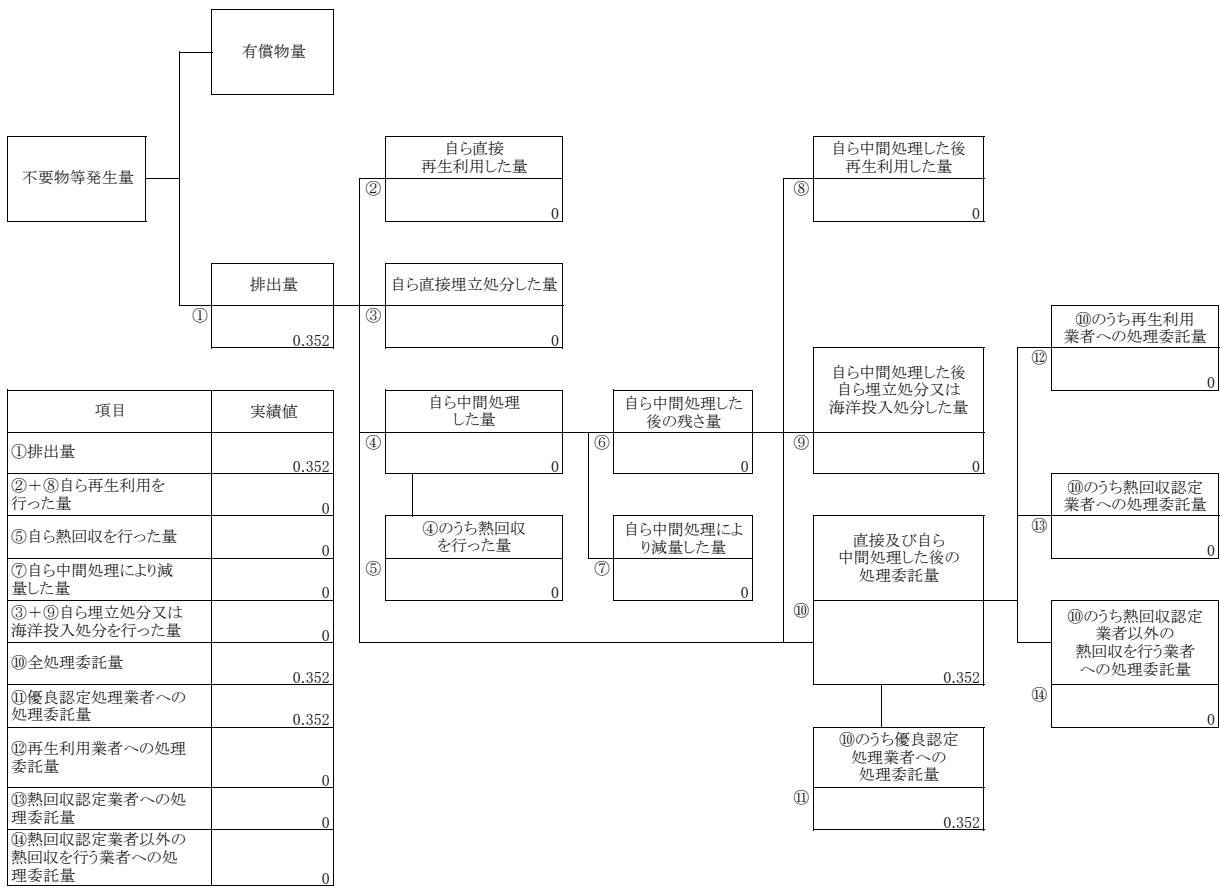 有償物量
不要物等発生量
排出量
①
0.352
自ら直接
再生利用した量
②
0
自ら直接埋立処分した量
③
0
自ら中間処理
した量
④
0
④のうち熱回収
を行った量
⑤
0
自ら中間処理した
後の残さ量
⑥
0
自ら中間処理によ
り減量した量
⑦
0
自ら中間処理した後
再生利用した量
⑧
0
自ら中間処理した後
自ら埋立処分又は
海洋投入処分した量
⑨
0
直接及び自ら
中間処理した後の
処理委託量
⑩
0.352
⑩のうち優良認定
処理業者への
処理委託量
⑪
0.352
⑩のうち再生利用
業者への処理委託量
⑫
0
⑩のうち熱回収認定
業者への処理委託量
⑬
0
⑩のうち熱回収認定
業者以外の
熱回収を行う業者
への処理委託量
⑭
0
項目 実績値
①排出量
0.352
②+⑧自ら再生利用を
行った量
0
⑤自ら熱回収を行った量
0
⑦自ら中間処理により減
量した量
0
③+⑨自ら埋立処分又は
海洋投入処分を行った量
0
⑩全処理委託量
0.352
⑪優良認定処理業者への
処理委託量
0.352
⑫再生利用業者への処理
委託量
0
⑬熱回収認定業者への処
理委託量
0
⑭熱回収認定業者以外の
熱回収を行う業者への処
理委託量
0